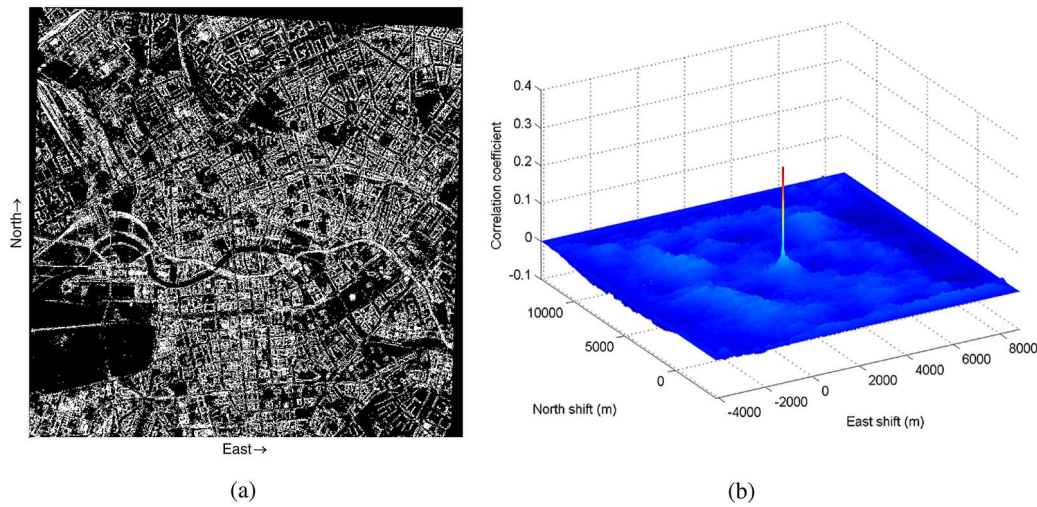 North→
East→
(a)
0.4
0.3
0.2
0.1
0
-0.1
Correlation coefficient
10000
5000
0
North shift (m)
-4000
-2000
0
2000
4000
6000
8000
East shift (m)
(b)